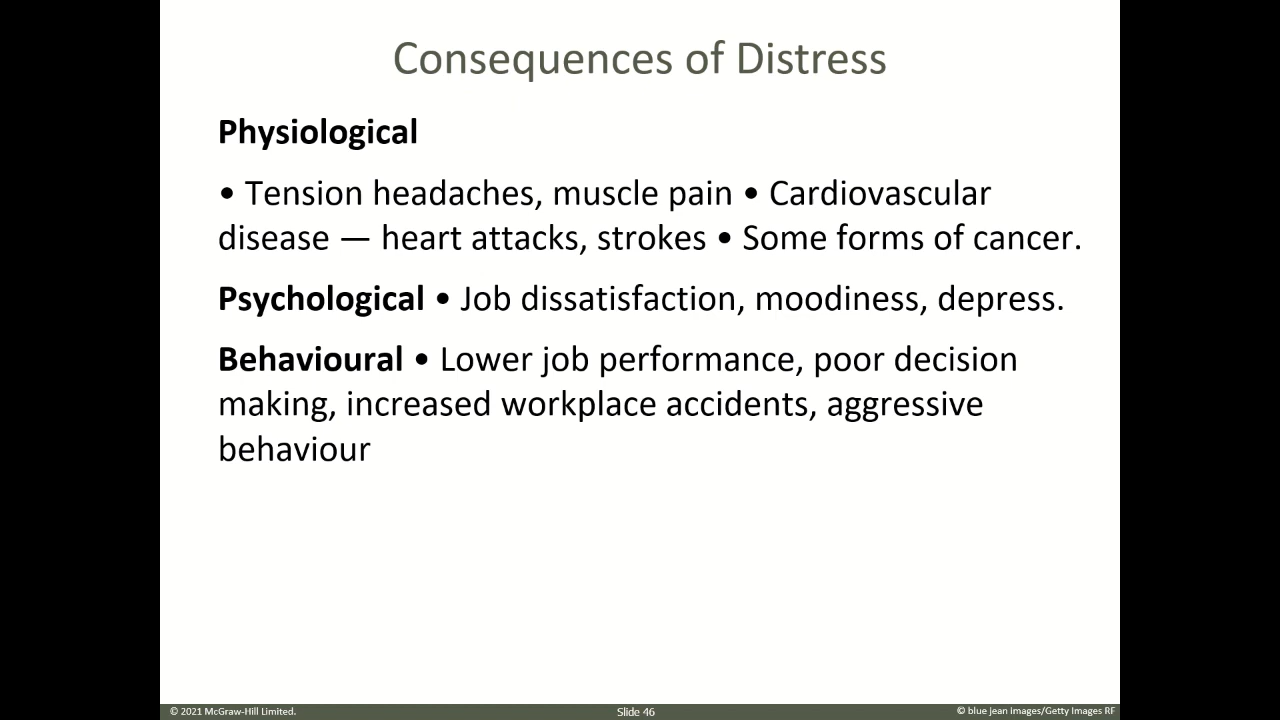 Consequences of Distress
Physiological
• Tension headaches, muscle pain • Cardiovascular
disease — heart attacks, strokes • Some forms of cancer.
Psychological • Job dissatisfaction, moodiness, depress.
Behavioural • Lower job performance, poor decision
making, increased workplace accidents, aggressive
behaviour
© 2021 McGraw-Hill Limited.
Slide 46
© blue jean images/Getty Images RF